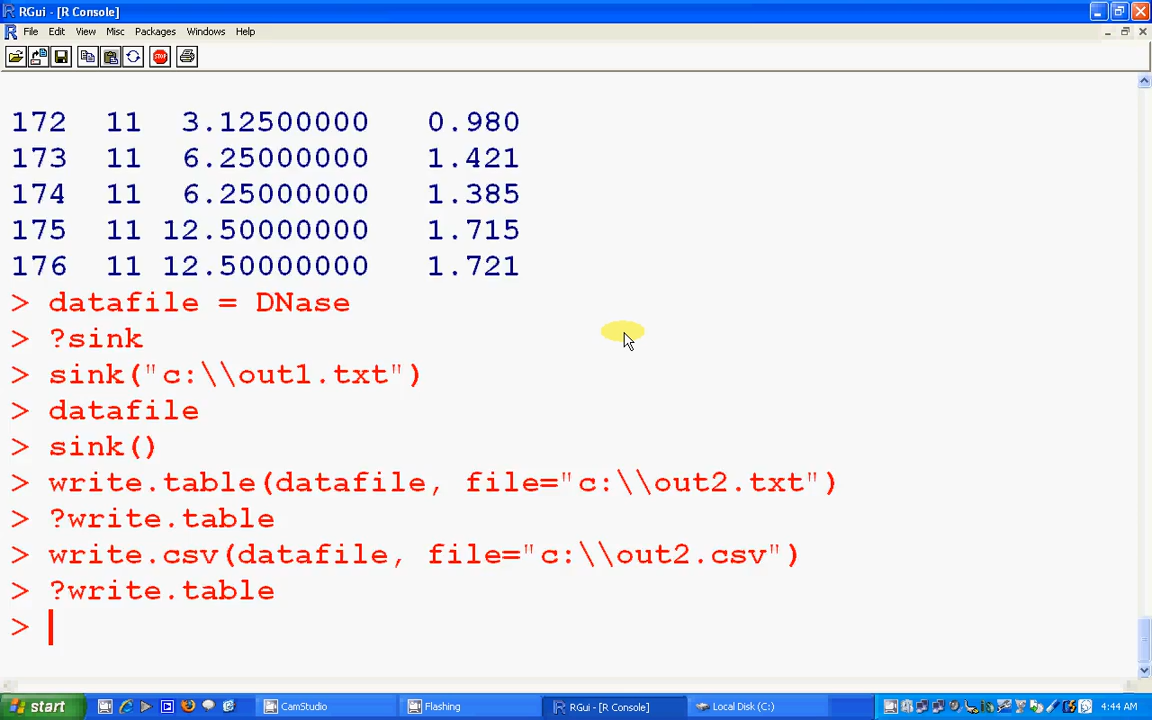 RGui - [R Console]
File Edit View Misc Packages Windows Help
STOP
172 11 3.12500000 0.980
173 11 6.25000000 1.421
174 11 6.25000000 1.385
175 11 12.50000000 1.715
176 11 12.50000000 1.721
> datafile = DNase
> ?sink
> sink("c:\\out1.txt")
> datafile
> sink()
> write.table(datafile, file="c:\\out2.txt")
> ?write.table
> write.csv(datafile, file="c:\\out2.csv")
> ?write.table
>
start CamStudio Flashing RGui - [R Console] Local Disk (C:) 4:44 AM